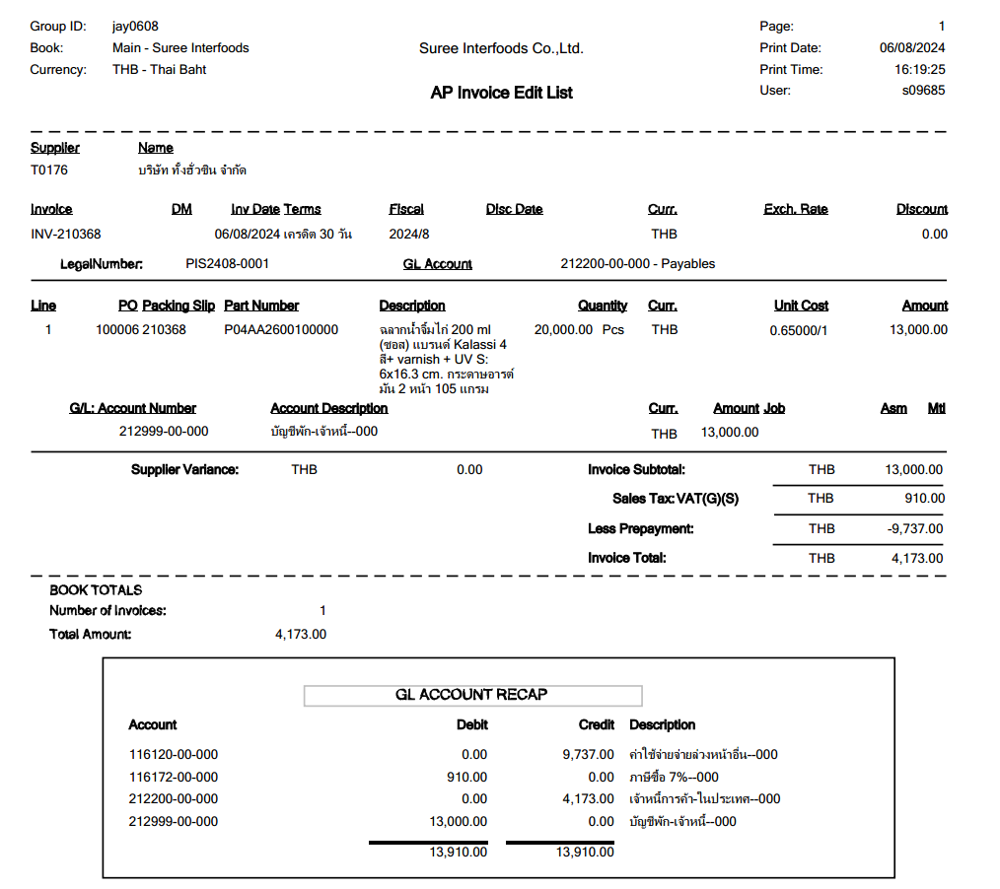 Group ID: jay0608 Page: 1
Book: Main - Suree Interfoods Suree Interfoods Co.,Ltd. Print Date: 06/08/2024
Currency: THB - Thai Baht Print Time: 16:19:25
AP Invoice Edit List User: s09685
Supplier Name
T0176 บริษัท ทั้งฮั่วซิน จำกัด
Invoice DM Inv Date Terms Fiscal Disc Date Curr. Exch. Rate Discount
INV-210368 06/08/2024 เครดิต 30 วัน 2024/8 THB 0.00
LegalNumber: PIS2408-0001 GL Account 212200-00-000 - Payables
Line PO Packing Slip Part Number Description Quantity Curr. Unit Cost Amount
1 100006 210368 P04AA2600100000 ฉลากน้ำจิ้มไก่ 200 ml 20,000.00 Pcs THB 0.65000/1 13,000.00
(ซอส) แบรนด์ Kalassi 4
สี+ varnish + UV S:
6x16.3 cm. กระดาษอาร์ต
มัน 2 หน้า 105 แกรม
G/L: Account Number Account Description Curr. Amount Job Asm Mtl
212999-00-000 บัญชีพัก-เจ้าหนี้--000 THB 13,000.00
Supplier Variance: THB 0.00 Invoice Subtotal: THB 13,000.00
Sales Tax: VAT(G)(S) THB 910.00
Less Prepayment: THB -9,737.00
Invoice Total: THB 4,173.00
BOOK TOTALS
Number of Invoices: 1
Total Amount: 4,173.00
GL ACCOUNT RECAP
Account Debit Credit Description
116120-00-000 0.00 9,737.00 ค่าใช้จ่ายจ่ายล่วงหน้าอื่น--000
116172-00-000 910.00 0.00 ภาษีซื้อ 7%--000
212200-00-000 0.00 4,173.00 เจ้าหนี้การค้า-ในประเทศ--000
212999-00-000 13,000.00 0.00 บัญชีพัก-เจ้าหนี้--000
13,910.00 13,910.00